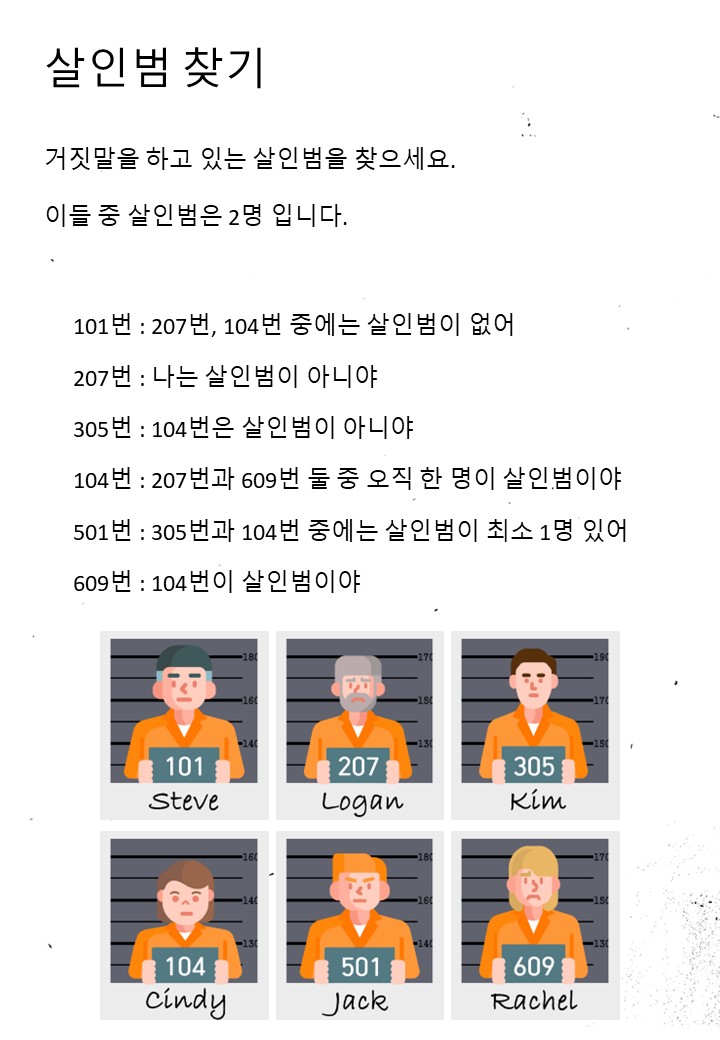 살인범 찾기
거짓말을 하고 있는 살인범을 찾으세요.
이들 중 살인범은 2명 입니다.
101번 : 207번, 104번 중에는 살인범이 없어
207번 : 나는 살인범이 아니야
305번 : 104번은 살인범이 아니야
104번 : 207번과 609번 둘 중 오직 한 명이 살인범이야
501번 : 305번과 104번 중에는 살인범이 최소 1명 있어
609번 : 104번이 살인범이야
180 170 190
160 150 170
140 130 150
101 207 305
Steve Logan Kim
160 180 170
140 160 150
130 140 130
104 501 609
Cindy Jack Rachel